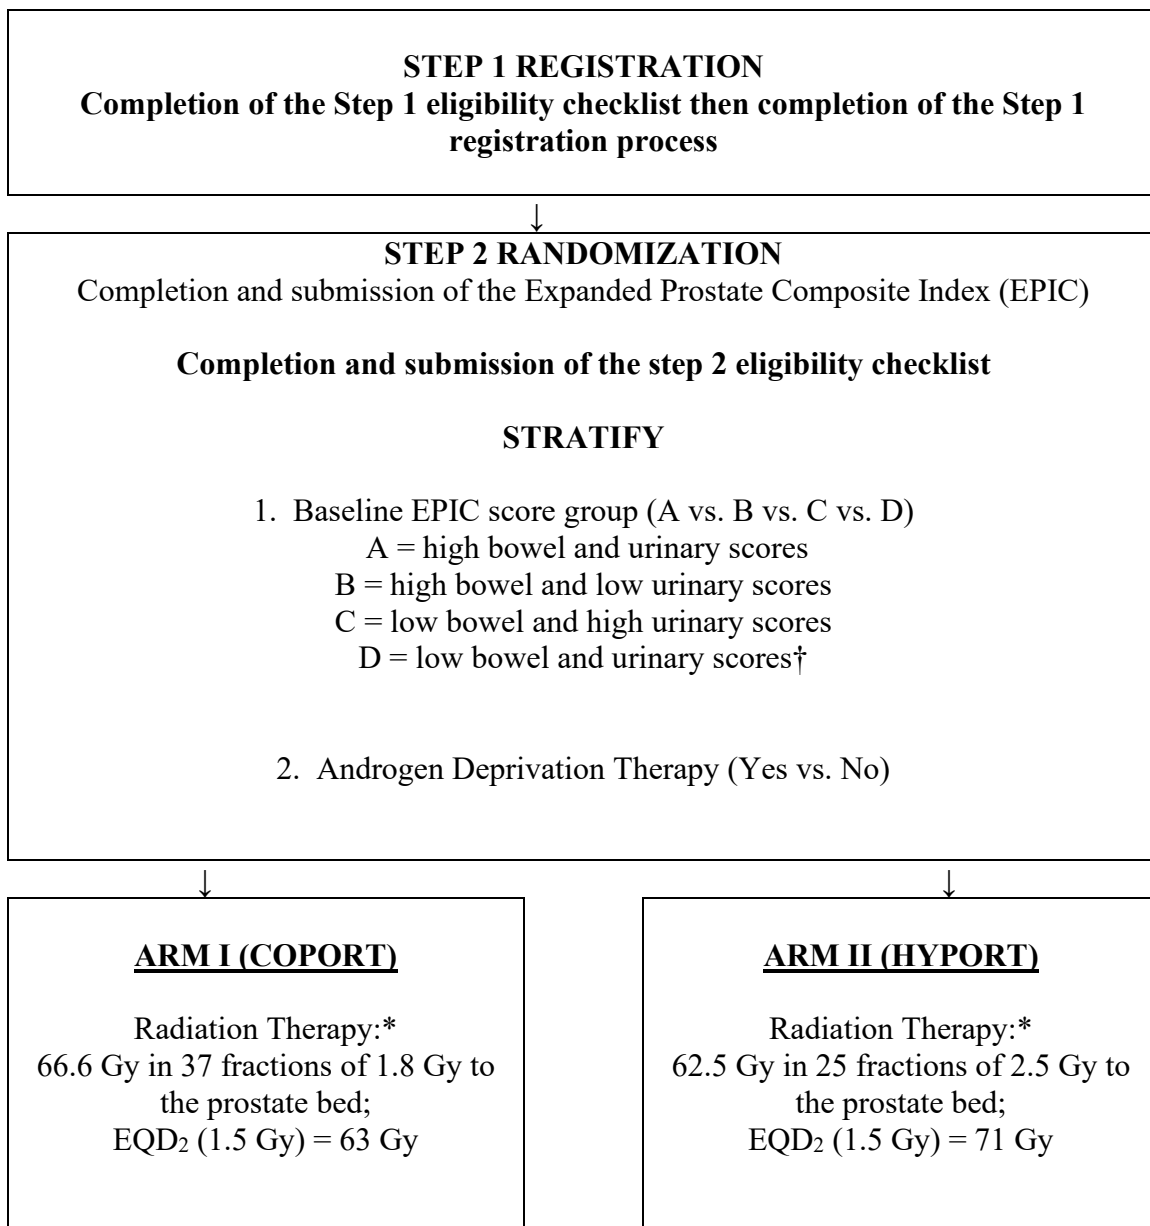 STEP 1 REGISTRATION
Completion of the Step 1 eligibility checklist then completion of the Step 1
registration process
↓
STEP 2 RANDOMIZATION
Completion and submission of the Expanded Prostate Composite Index (EPIC)
Completion and submission of the step 2 eligibility checklist
STRATIFY
1. Baseline EPIC score group (A vs. B vs. C vs. D)
A = high bowel and urinary scores
B = high bowel and low urinary scores
C = low bowel and high urinary scores
D = low bowel and urinary scores†
2. Androgen Deprivation Therapy (Yes vs. No)
↓
↓
ARM I (COPORT)
Radiation Therapy:*
66.6 Gy in 37 fractions of 1.8 Gy to
the prostate bed;
EQD₂ (1.5 Gy) = 63 Gy
ARM II (HYPORT)
Radiation Therapy:*
62.5 Gy in 25 fractions of 2.5 Gy to
the prostate bed;
EQD₂ (1.5 Gy) = 71 Gy